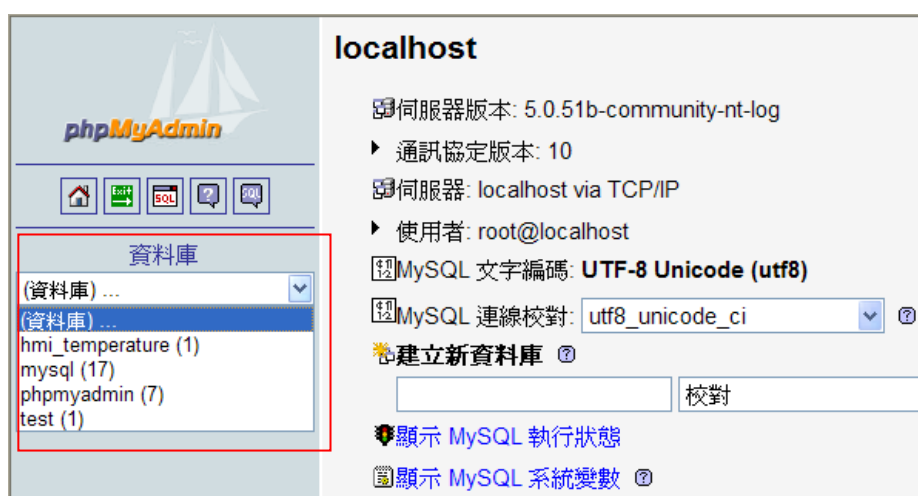 phpMyAdmin
Exit
SQL
?
SQL
資料庫
(資料庫) ...
(資料庫) ...
hmi_temperature (1)
mysql (17)
phpmyadmin (7)
test (1)
localhost
伺服器版本: 5.0.51b-community-nt-log
通訊協定版本: 10
伺服器: localhost via TCP/IP
使用者: root@localhost
MySQL 文字編碼: UTF-8 Unicode (utf8)
MySQL 連線校對: utf8_unicode_ci ?
建立新資料庫 ?
校對
顯示 MySQL 執行狀態
顯示 MySQL 系統變數 ?